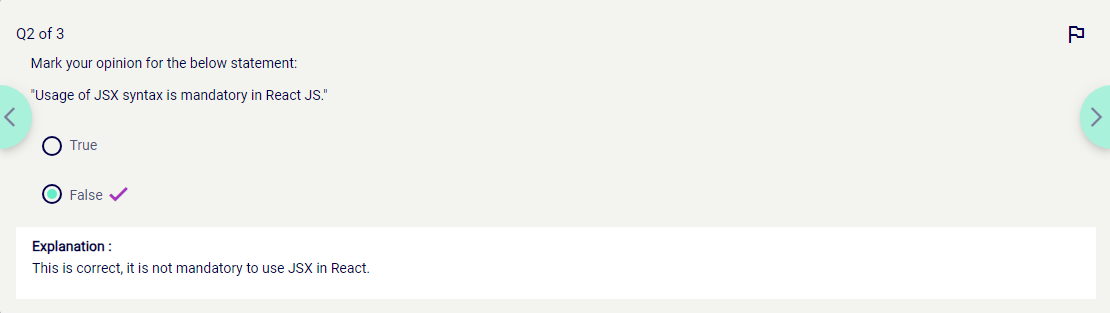 Q2 of 3
Mark your opinion for the below statement:
"Usage of JSX syntax is mandatory in React JS."
True
False
Explanation :
This is correct, it is not mandatory to use JSX in React.